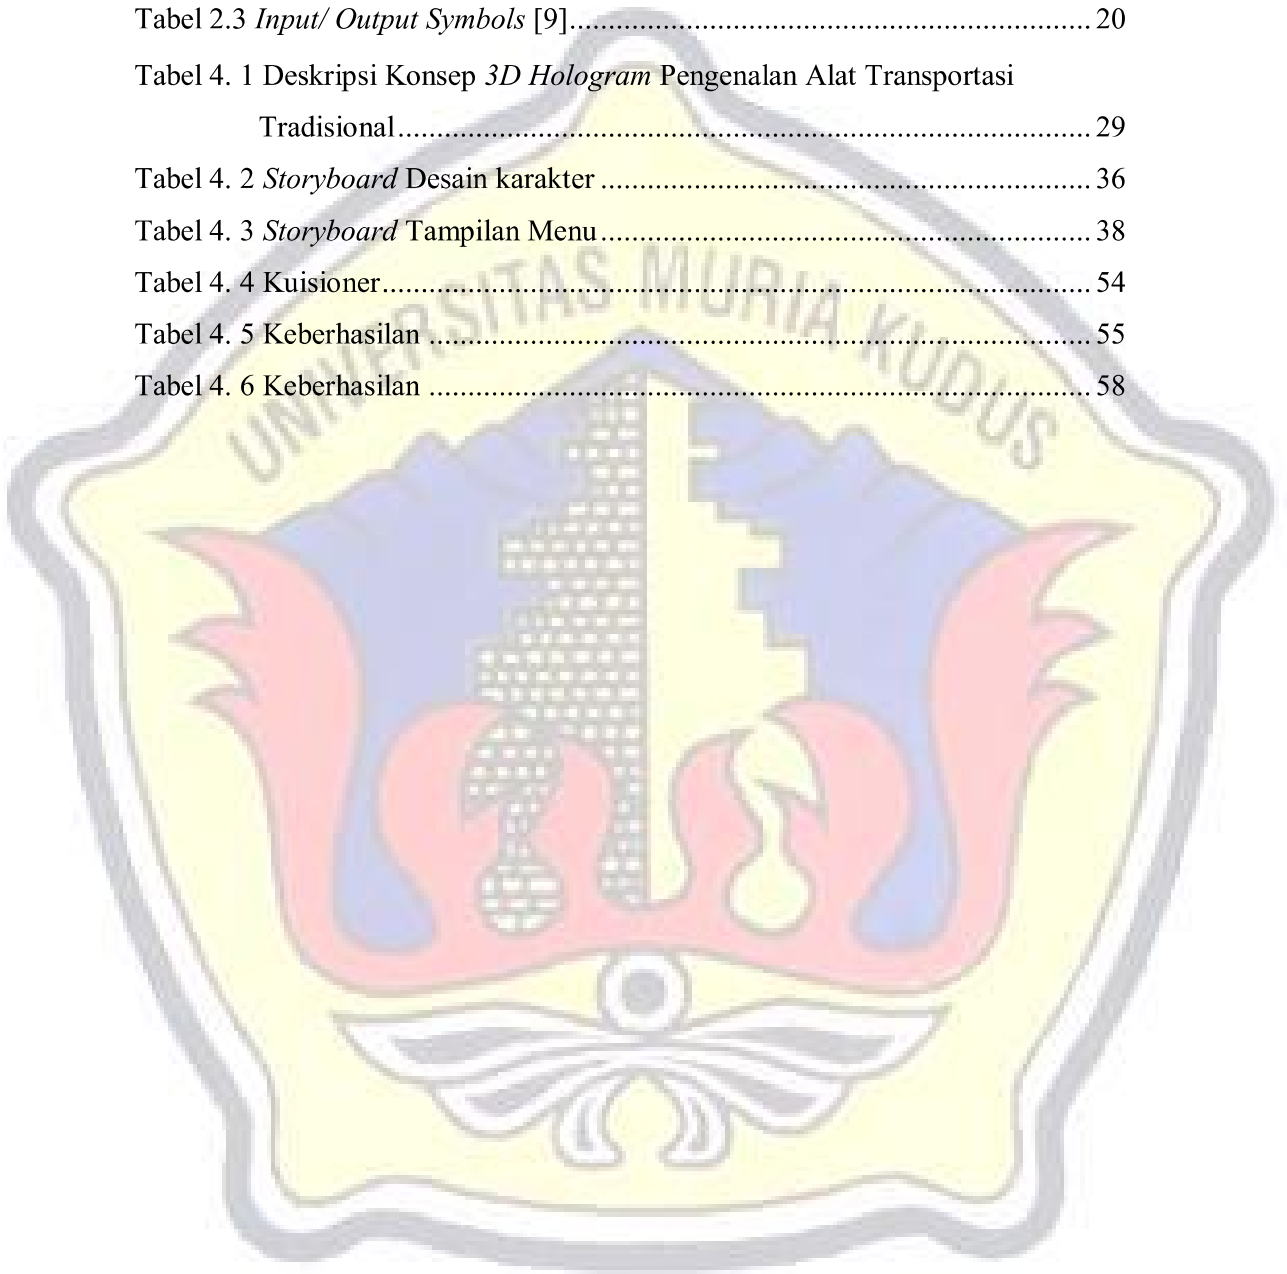 Tabel 2.3 Input/ Output Symbols [9]..................................................................... 20
Tabel 4. 1 Deskripsi Konsep 3D Hologram Pengenalan Alat Transportasi
Tradisional............................................................................................ 29
Tabel 4. 2 Storyboard Desain karakter ................................................................. 36
Tabel 4. 3 Storyboard Tampilan Menu................................................................. 38
Tabel 4. 4 Kuisioner.............................................................................................. 54
Tabel 4. 5 Keberhasilan ........................................................................................ 55
Tabel 4. 6 Keberhasilan ........................................................................................ 58
UNIVERSITAS MURIA KUDUS